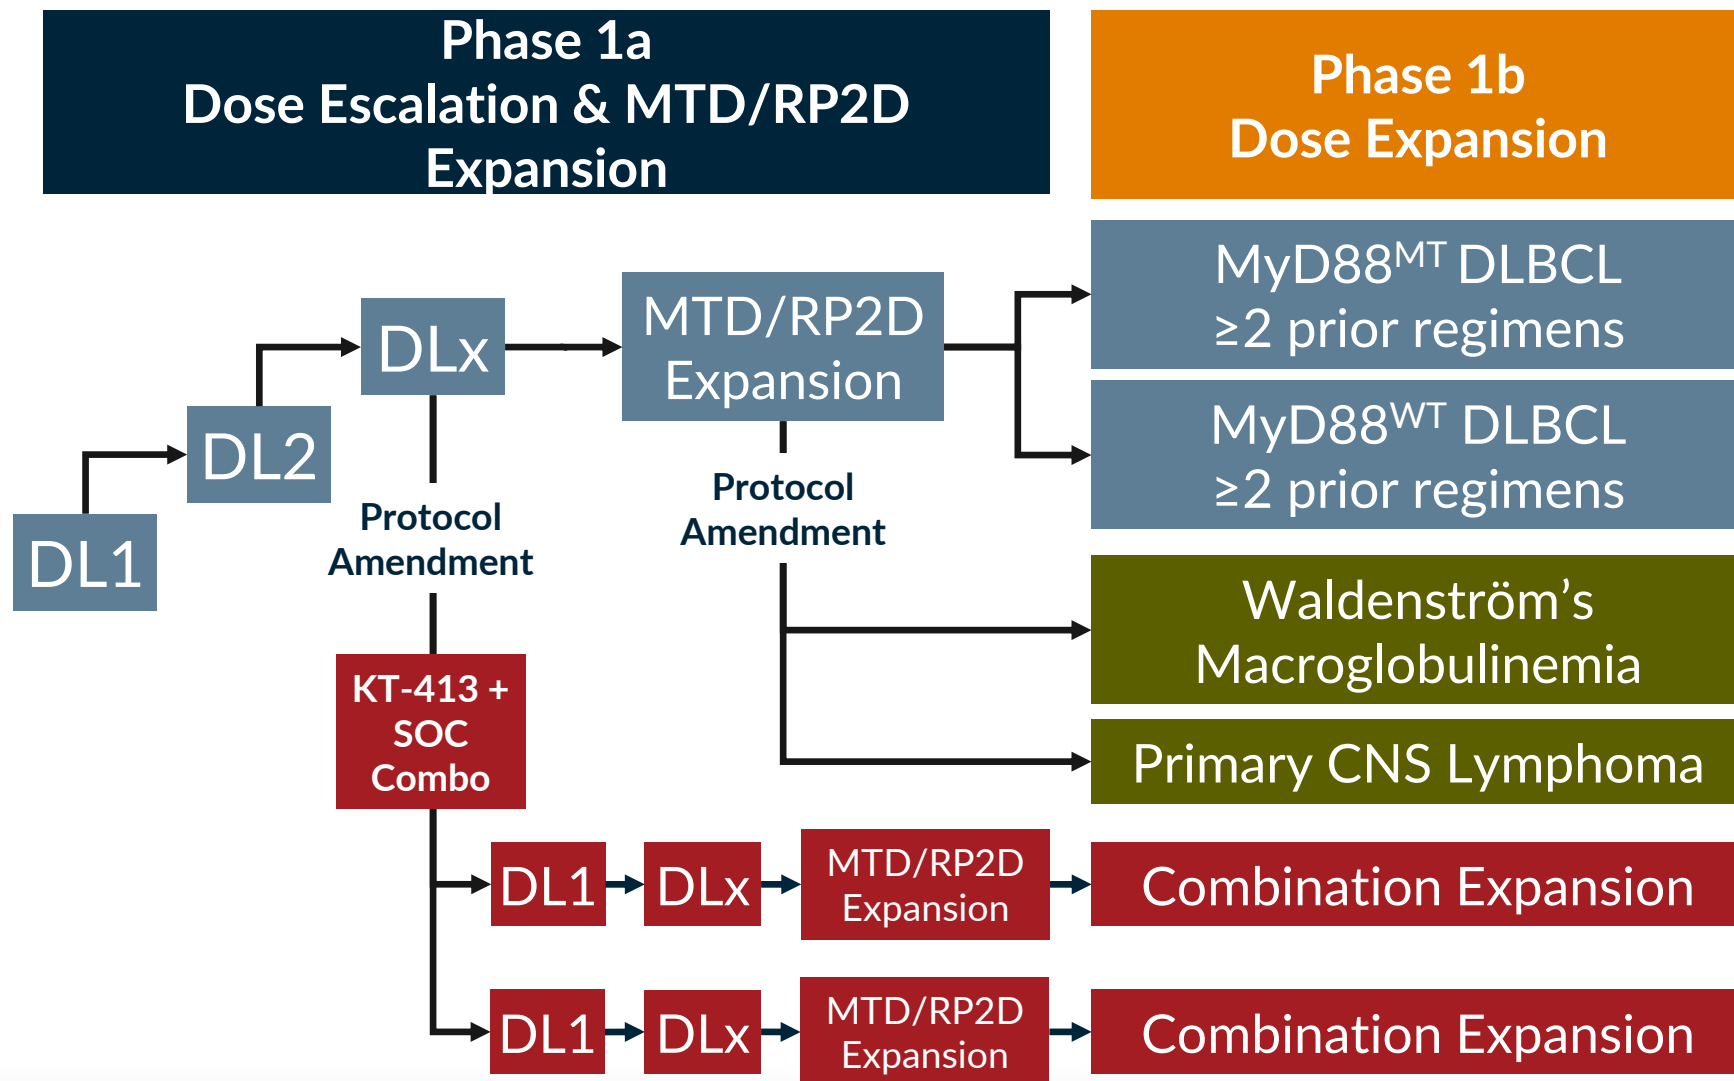 Phase 1a
Dose Escalation & MTD/RP2D
Expansion
Phase 1b
Dose Expansion
DL1
DL2
DLx
MTD/RP2D
Expansion
MyD88ᴹᵀ DLBCL
≥2 prior regimens
MyD88ᵂᵀ DLBCL
≥2 prior regimens
Protocol
Amendment
Protocol
Amendment
Waldenström’s
Macroglobulinemia
Primary CNS Lymphoma
KT-413 +
SOC
Combo
DL1
DLx
MTD/RP2D
Expansion
Combination Expansion
DL1
DLx
MTD/RP2D
Expansion
Combination Expansion